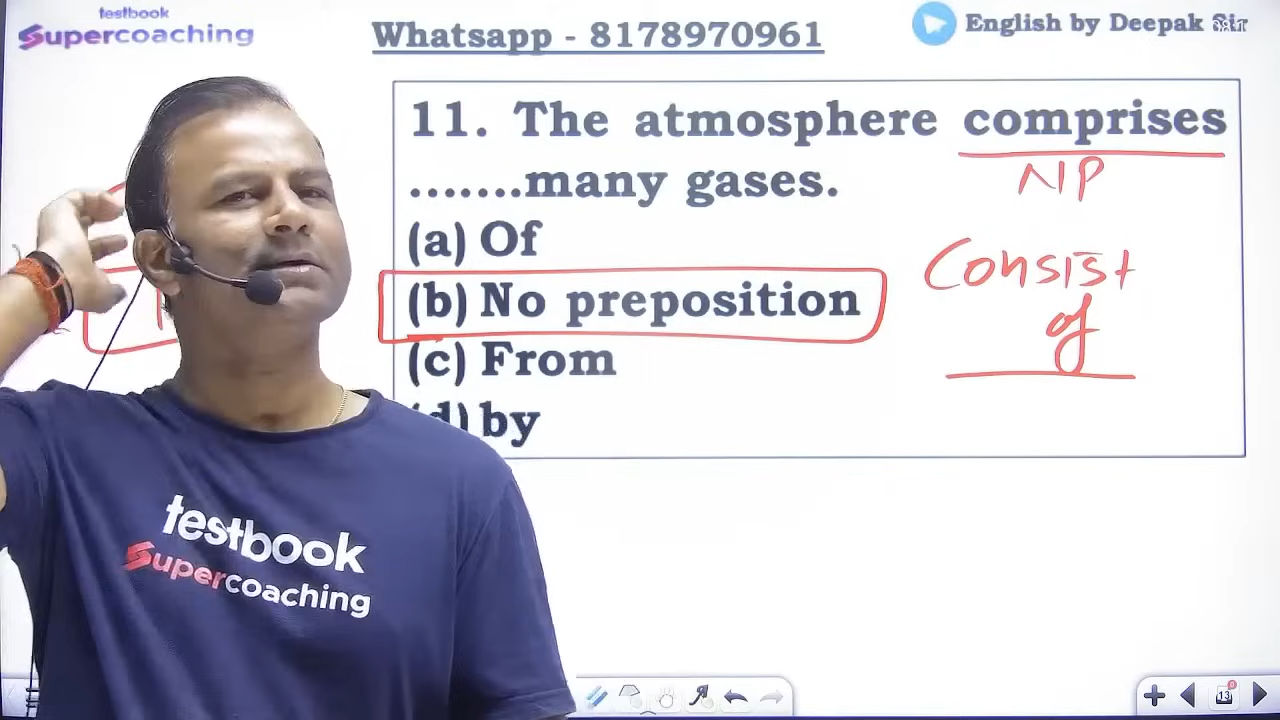 testbook
Supercoaching
Whatsapp - 8178970961
English by Deepak Sir
11. The atmosphere comprises
NP
.......many gases.
(a) Of
(b) No preposition
Consist
of
(c) From
(d) by
testbook
Supercoaching
13